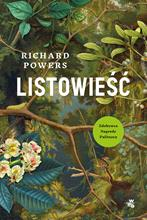 RICHARD
POWERS
LISTOWIEŚĆ
Zdobywca
Nagrody
Pulitzera